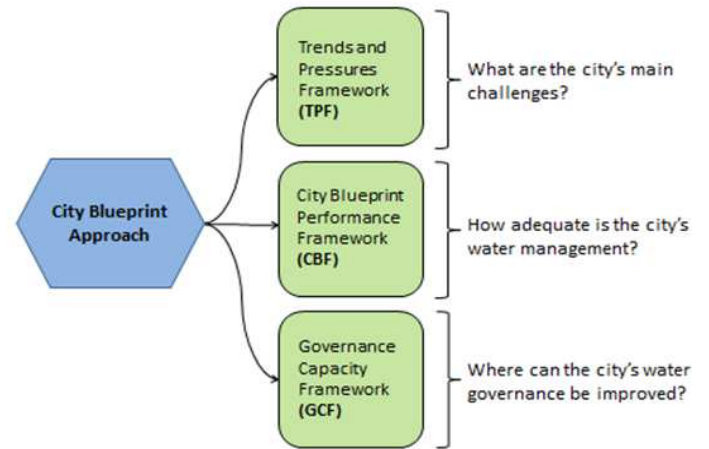 City Blueprint
Approach
Trends and
Pressures
Framework
(TPF)
What are the city's main
challenges?
City Blueprint
Performance
Framework
(CBF)
How adequate is the city's
water management?
Governance
Capacity
Framework
(GCF)
Where can the city's water
governance be improved?